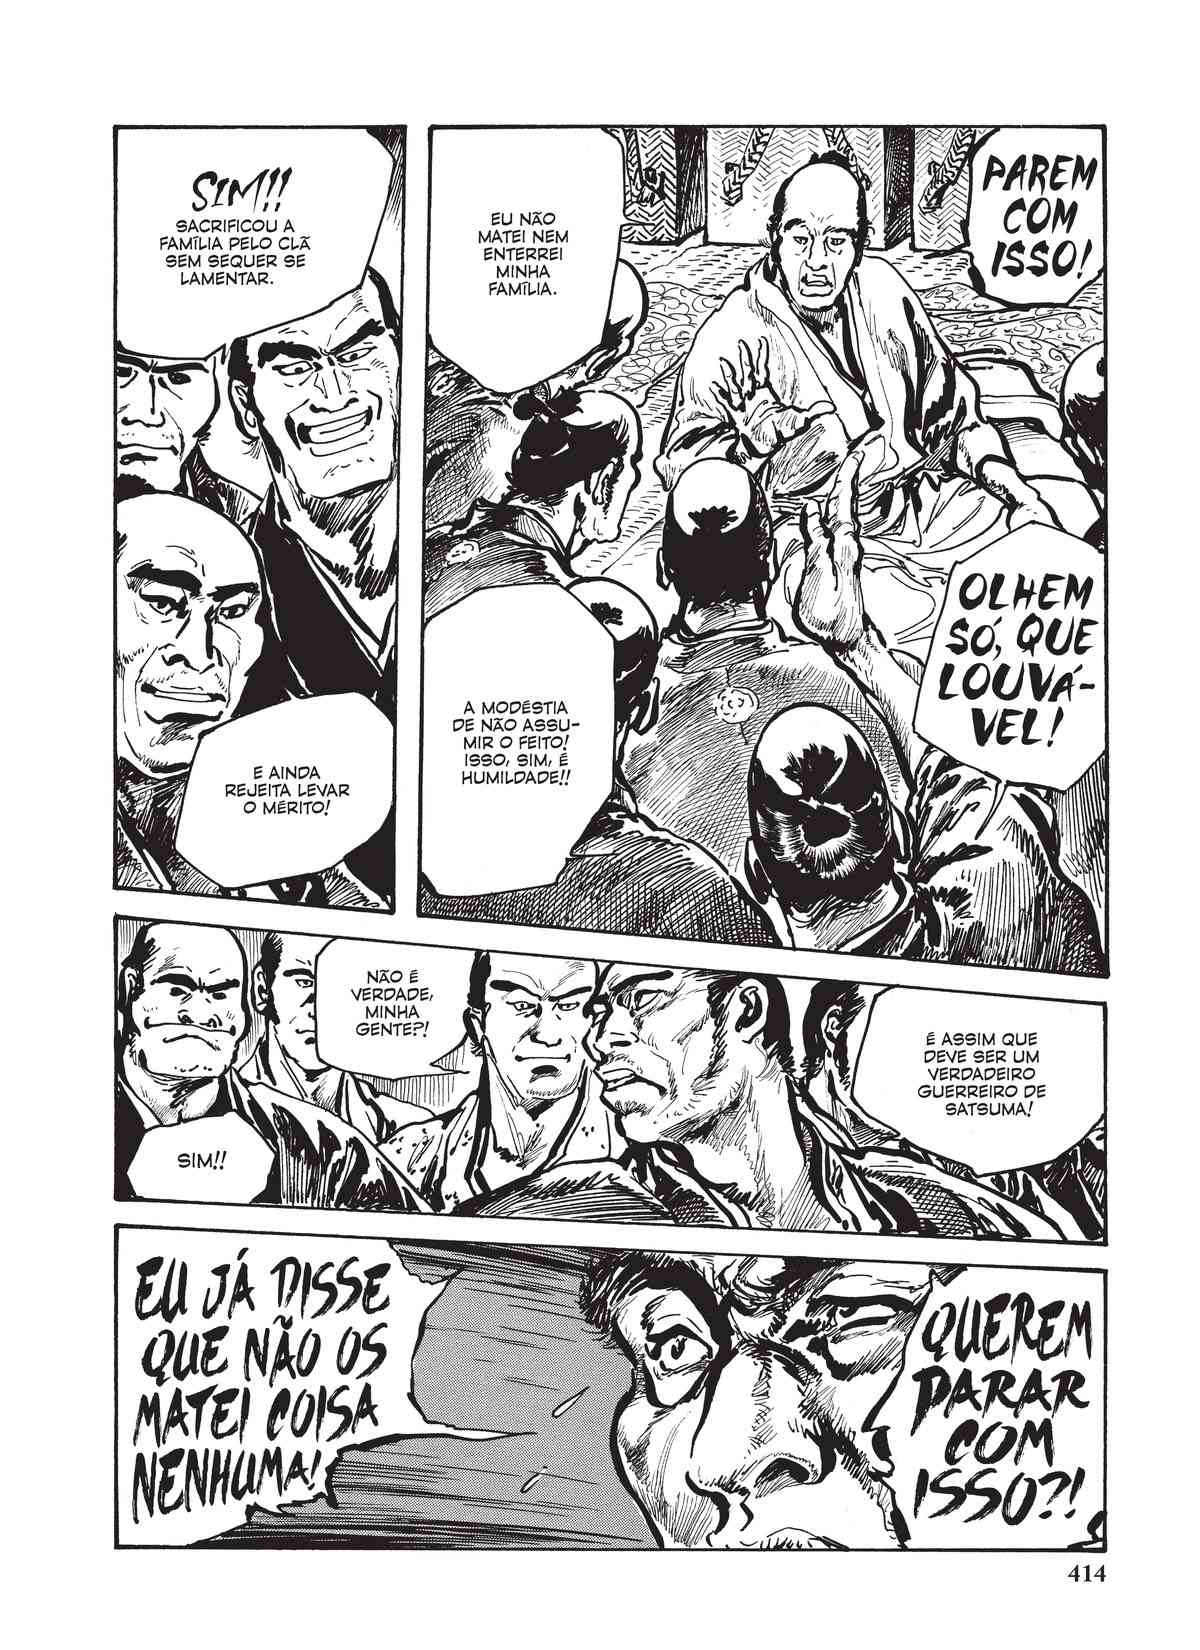 PAREM
COM
ISSO!
EU NÃO
MATEI NEM
ENTERREI
MINHA
FAMÍLIA.
OLHEM
SÓ, QUE
LOUVÁ-
VEL!
A MODÉSTIA
DE NÃO ASSU-
MIR O FEITO!
ISSO, SIM, É
HUMILDADE!!
SIM!!
SACRIFICOU A
FAMÍLIA PELO CLÃ
SEM SEQUER SE
LAMENTAR.
E AINDA
REJEITA LEVAR
O MÉRITO!
É ASSIM QUE
DEVE SER UM
VERDADEIRO
GUERREIRO DE
SATSUMA!
NÃO É
VERDADE,
MINHA
GENTE?!
SIM!!
QUEREM
PARAR
COM
ISSO?!
EU JÁ DISSE
QUE NÃO OS
MATEI COISA
NENHUMA!
414